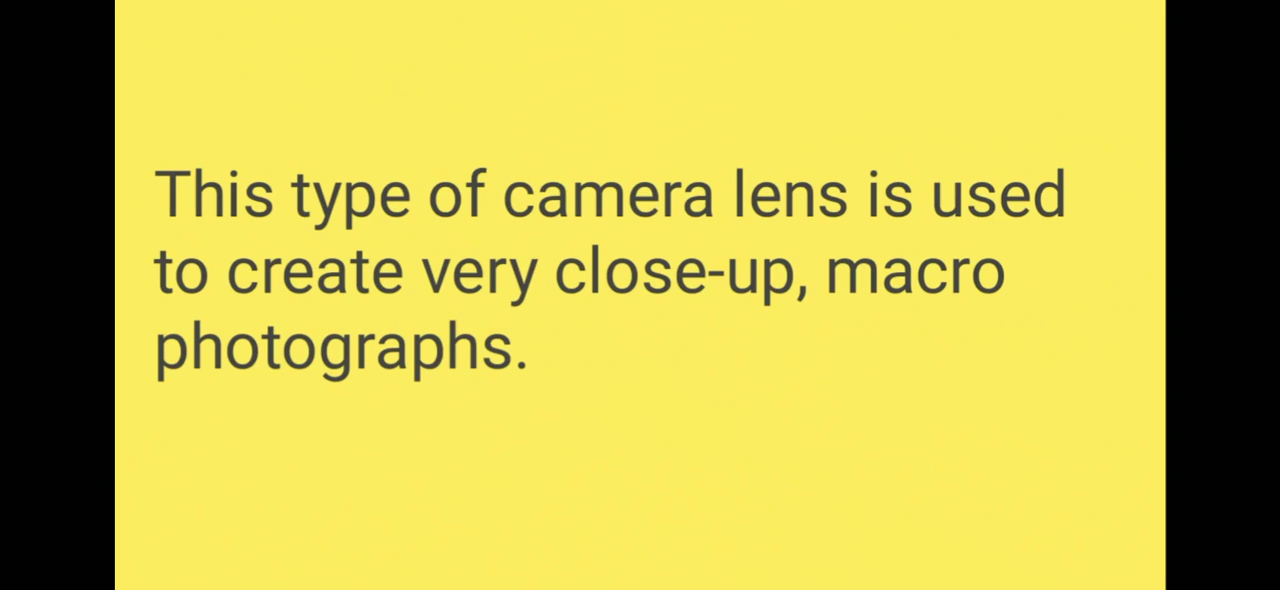 This type of camera lens is used
to create very close-up, macro
photographs.